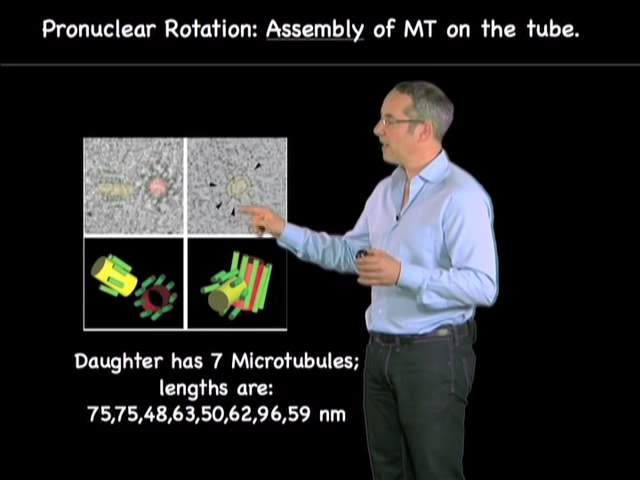 Pronuclear Rotation: Assembly of MT on the tube.
Daughter has 7 Microtubules;
lengths are:
75,75,48,63,50,62,96,59 nm